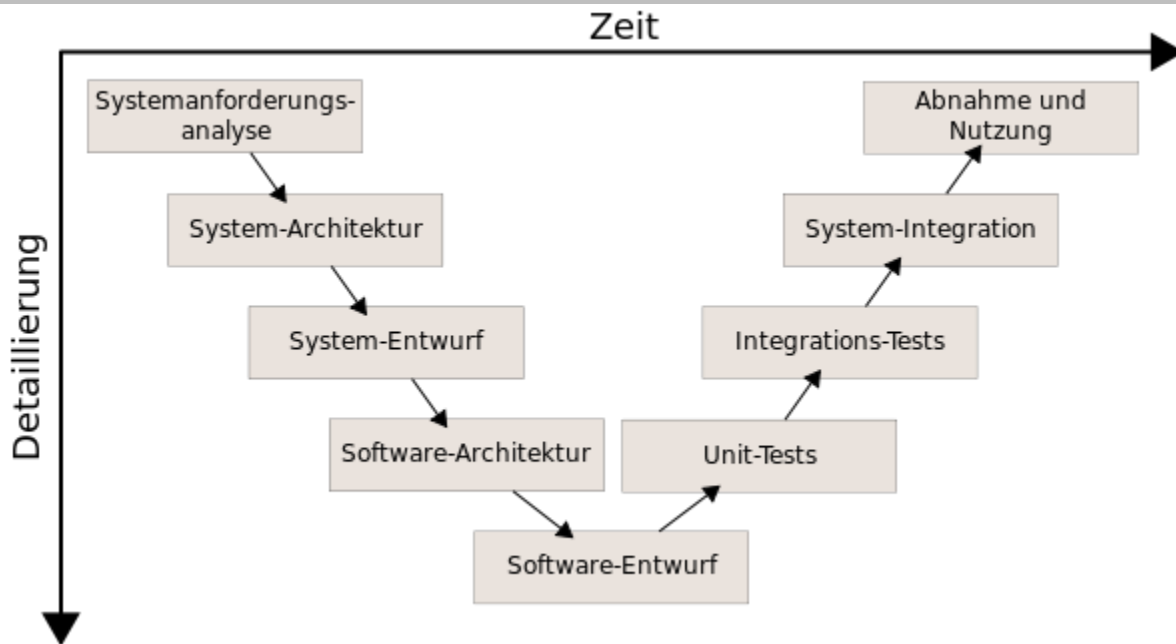 Zeit
Detaillierung
Systemanforderungs-
analyse
Abnahme und
Nutzung
System-Architektur
System-Integration
System-Entwurf
Integrations-Tests
Software-Architektur
Unit-Tests
Software-Entwurf